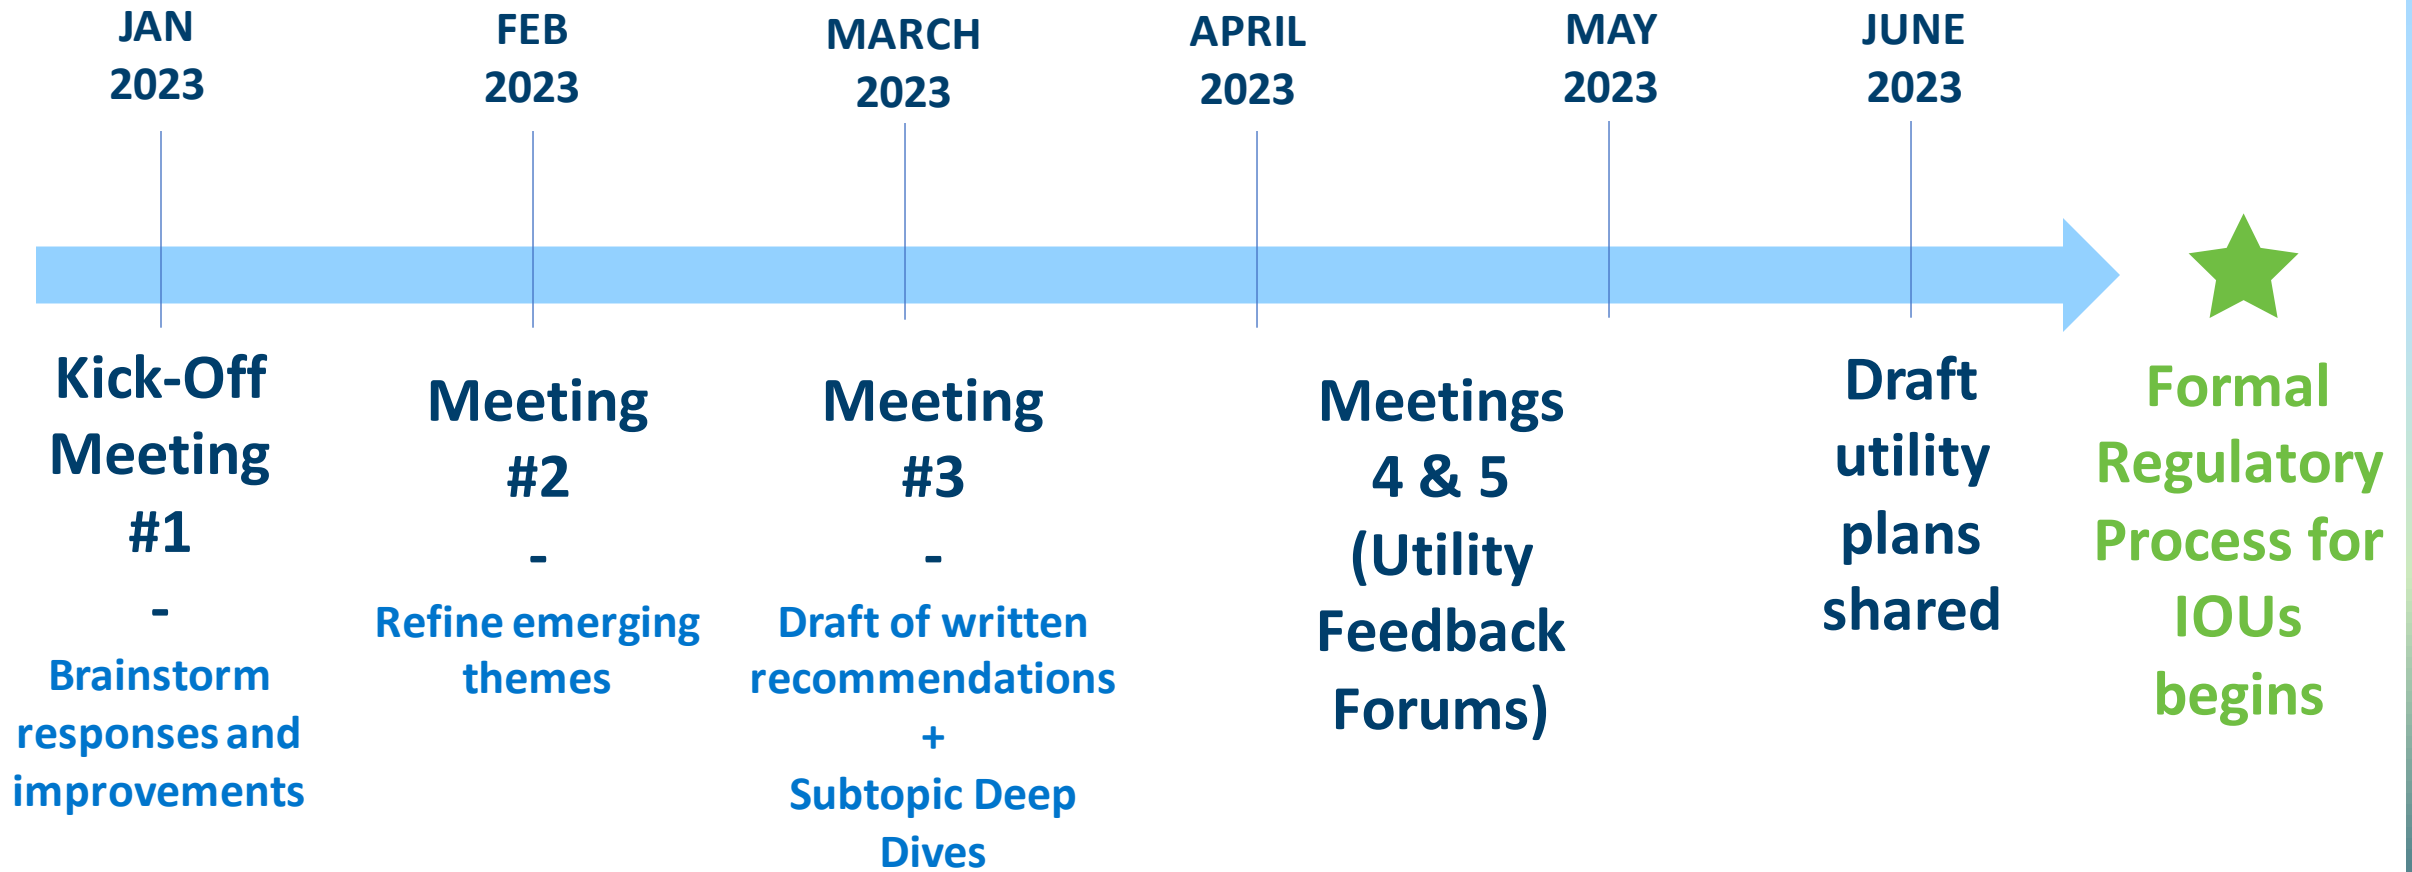 JAN
2023
FEB
2023
MARCH
2023
APRIL
2023
MAY
2023
JUNE
2023
Kick-Off
Meeting
#1
-
Brainstorm
responses and
improvements
Meeting
#2
-
Refine emerging
themes
Meeting
#3
-
Draft of written
recommendations
+
Subtopic Deep
Dives
Meetings
4 & 5
(Utility
Feedback
Forums)
Draft
utility
plans
shared
Formal
Regulatory
Process for
IOUs
begins